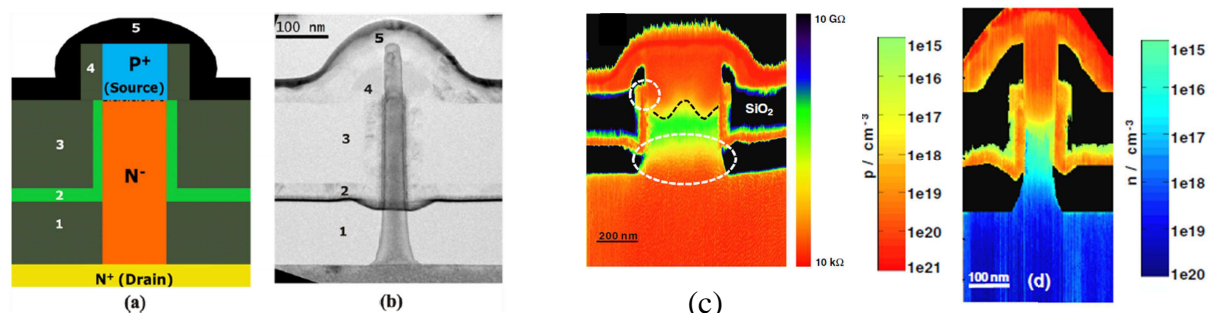 5
4
P+
(Source)
3
N-
2
1
N+ (Drain)
(a)
100 nm
5
4
3
2
1
(b)
10 GΩ
SiO2
200 nm
10 kΩ
(c)
p / cm-3
1e15
1e16
1e17
1e18
1e19
1e20
1e21
100nm
(d)
n / cm-3
1e15
1e16
1e17
1e18
1e19
1e20